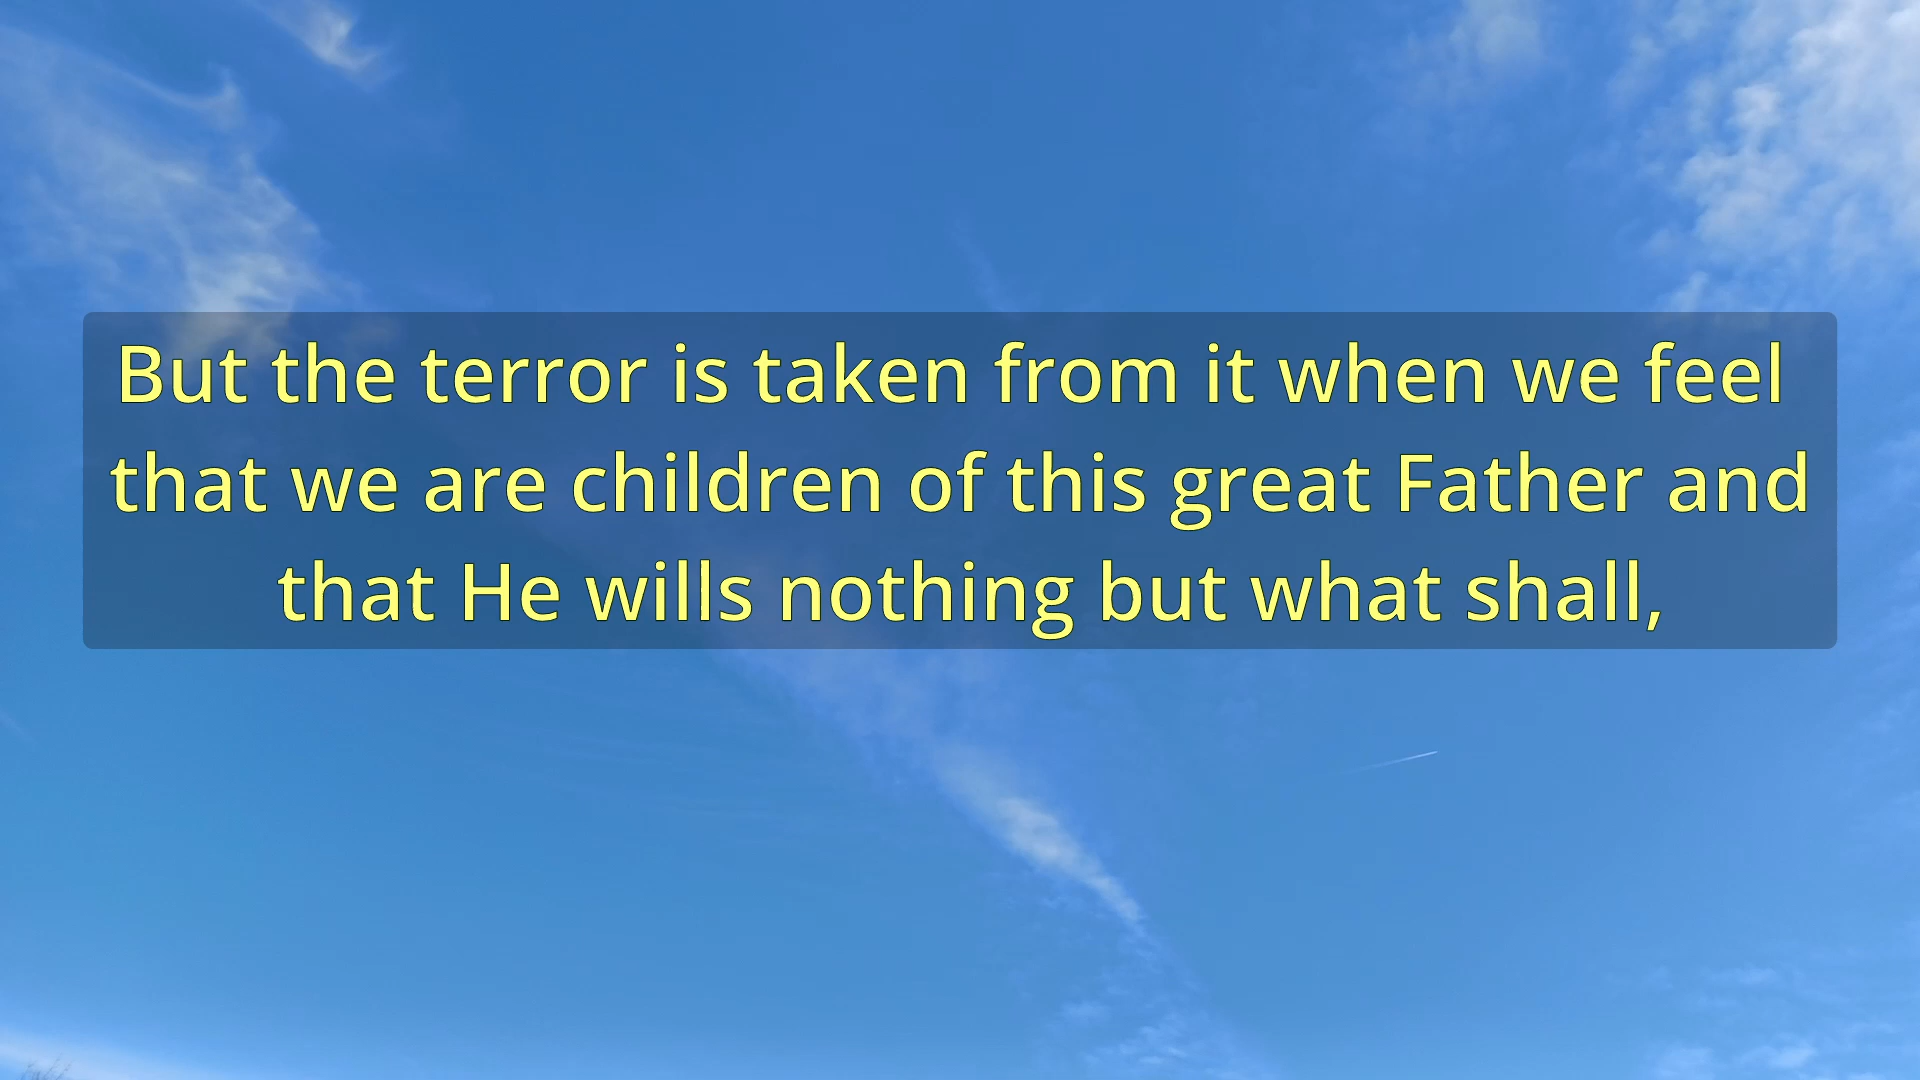 But the terror is taken from it when we feel
that we are children of this great Father and
that He wills nothing but what shall,